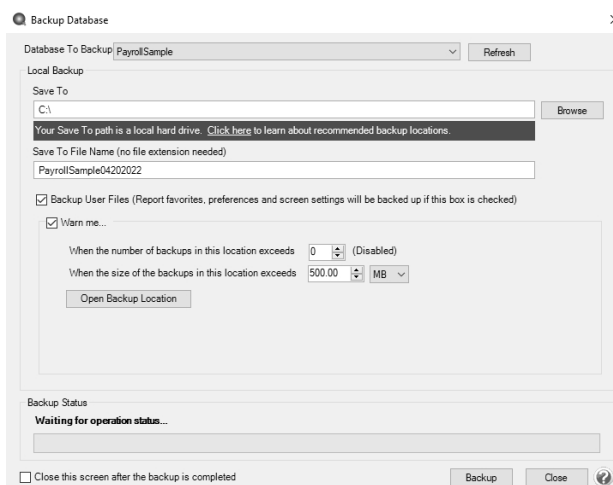 Backup Database
Database To Backup PayrollSample Refresh
Local Backup
Save To
C:\ Browse
Your Save To path is a local hard drive. Click here to learn about recommended backup locations.
Save To File Name (no file extension needed)
PayrollSample04202022
Backup User Files (Report favorites, preferences and screen settings will be backed up if this box is checked)
Warn me...
When the number of backups in this location exceeds 0 (Disabled)
When the size of the backups in this location exceeds 500.00 MB
Open Backup Location
Backup Status
Waiting for operation status...
Close this screen after the backup is completed Backup Close ?